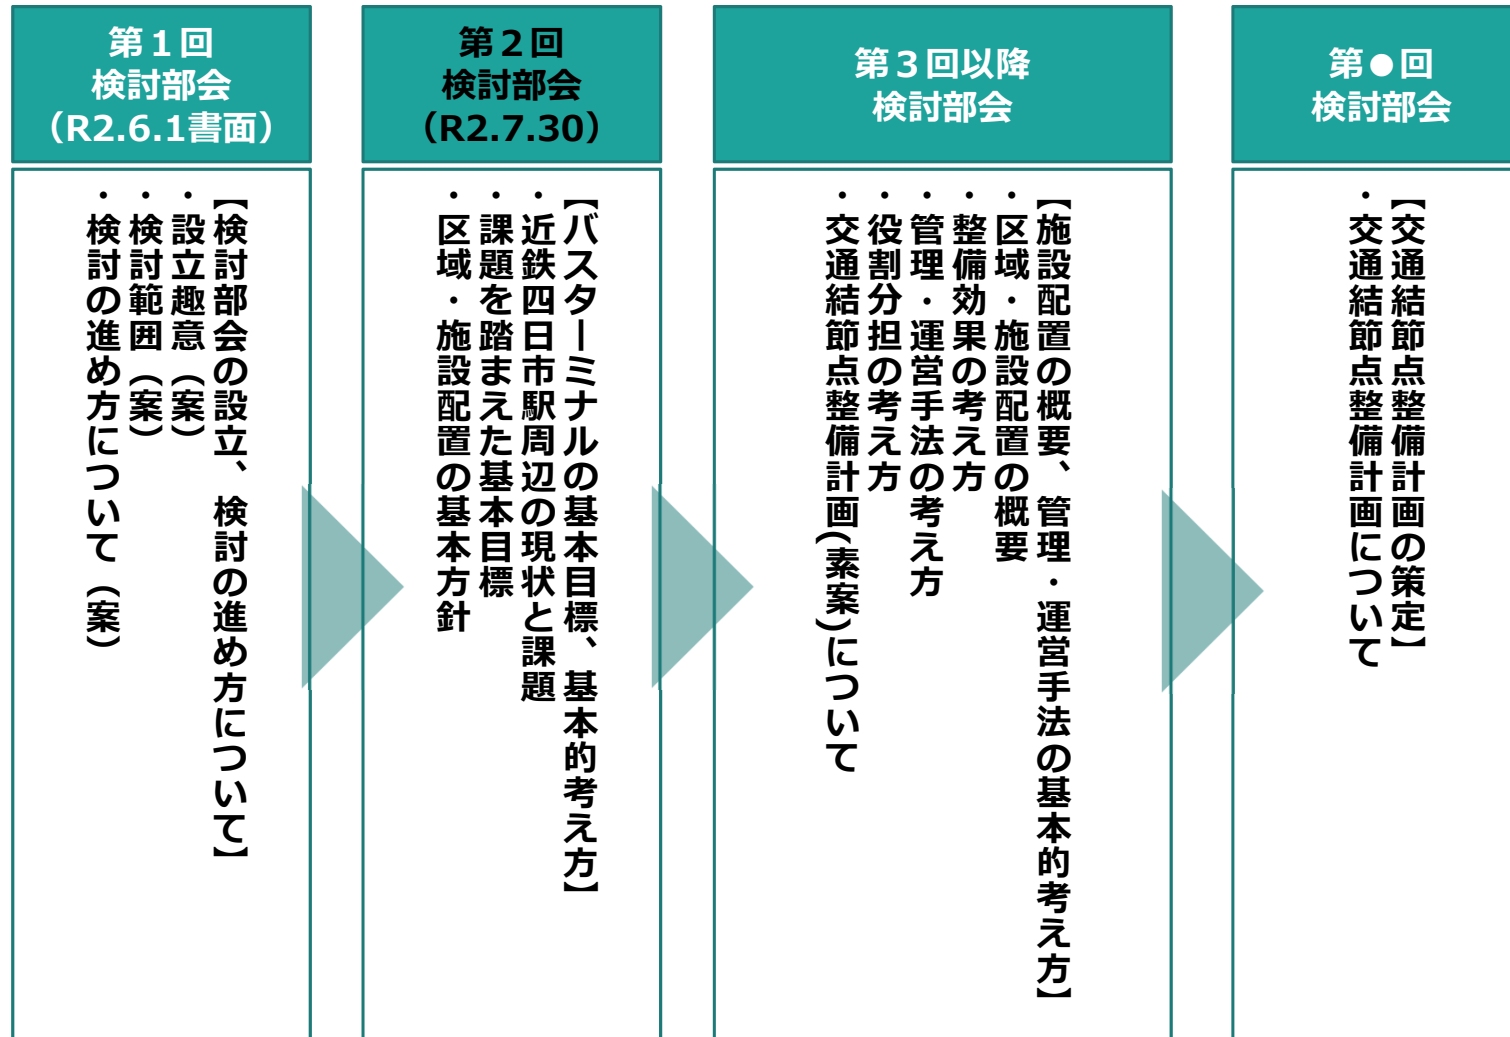 第１回
検討部会
（R2.6.1書面）
【検討部会の設立、検討の進め方について】
・設立趣意（案）
・検討範囲（案）
・検討の進め方について（案）
第２回
検討部会
（R2.7.30）
【バスターミナルの基本目標、基本的考え方】
・近鉄四日市駅周辺の現状と課題
・課題を踏まえた基本目標
・区域・施設配置の基本方針
第３回以降
検討部会
【施設配置の概要、管理・運営手法の基本的考え方】
・区域・施設配置の概要
・整備効果の考え方
・管理・運営手法の考え方
・役割分担の考え方
・交通結節点整備計画(素案)について
第●回
検討部会
【交通結節点整備計画の策定】
・交通結節点整備計画について